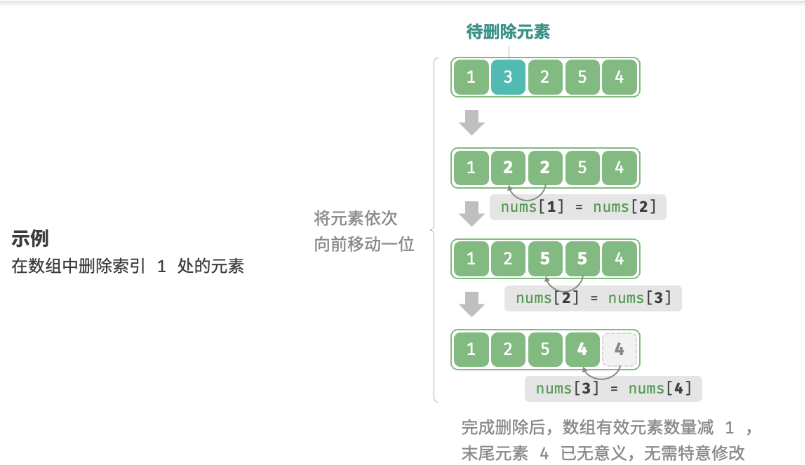 待删除元素
1 3 2 5 4
1 2 2 5 4
nums[1] = nums[2]
将元素依次
向前移动一位
示例
在数组中删除索引 1 处的元素
1 2 5 5 4
nums[2] = nums[3]
1 2 5 4 4
nums[3] = nums[4]
完成删除后，数组有效元素数量减 1 ，
末尾元素 4 已无意义，无需特意修改